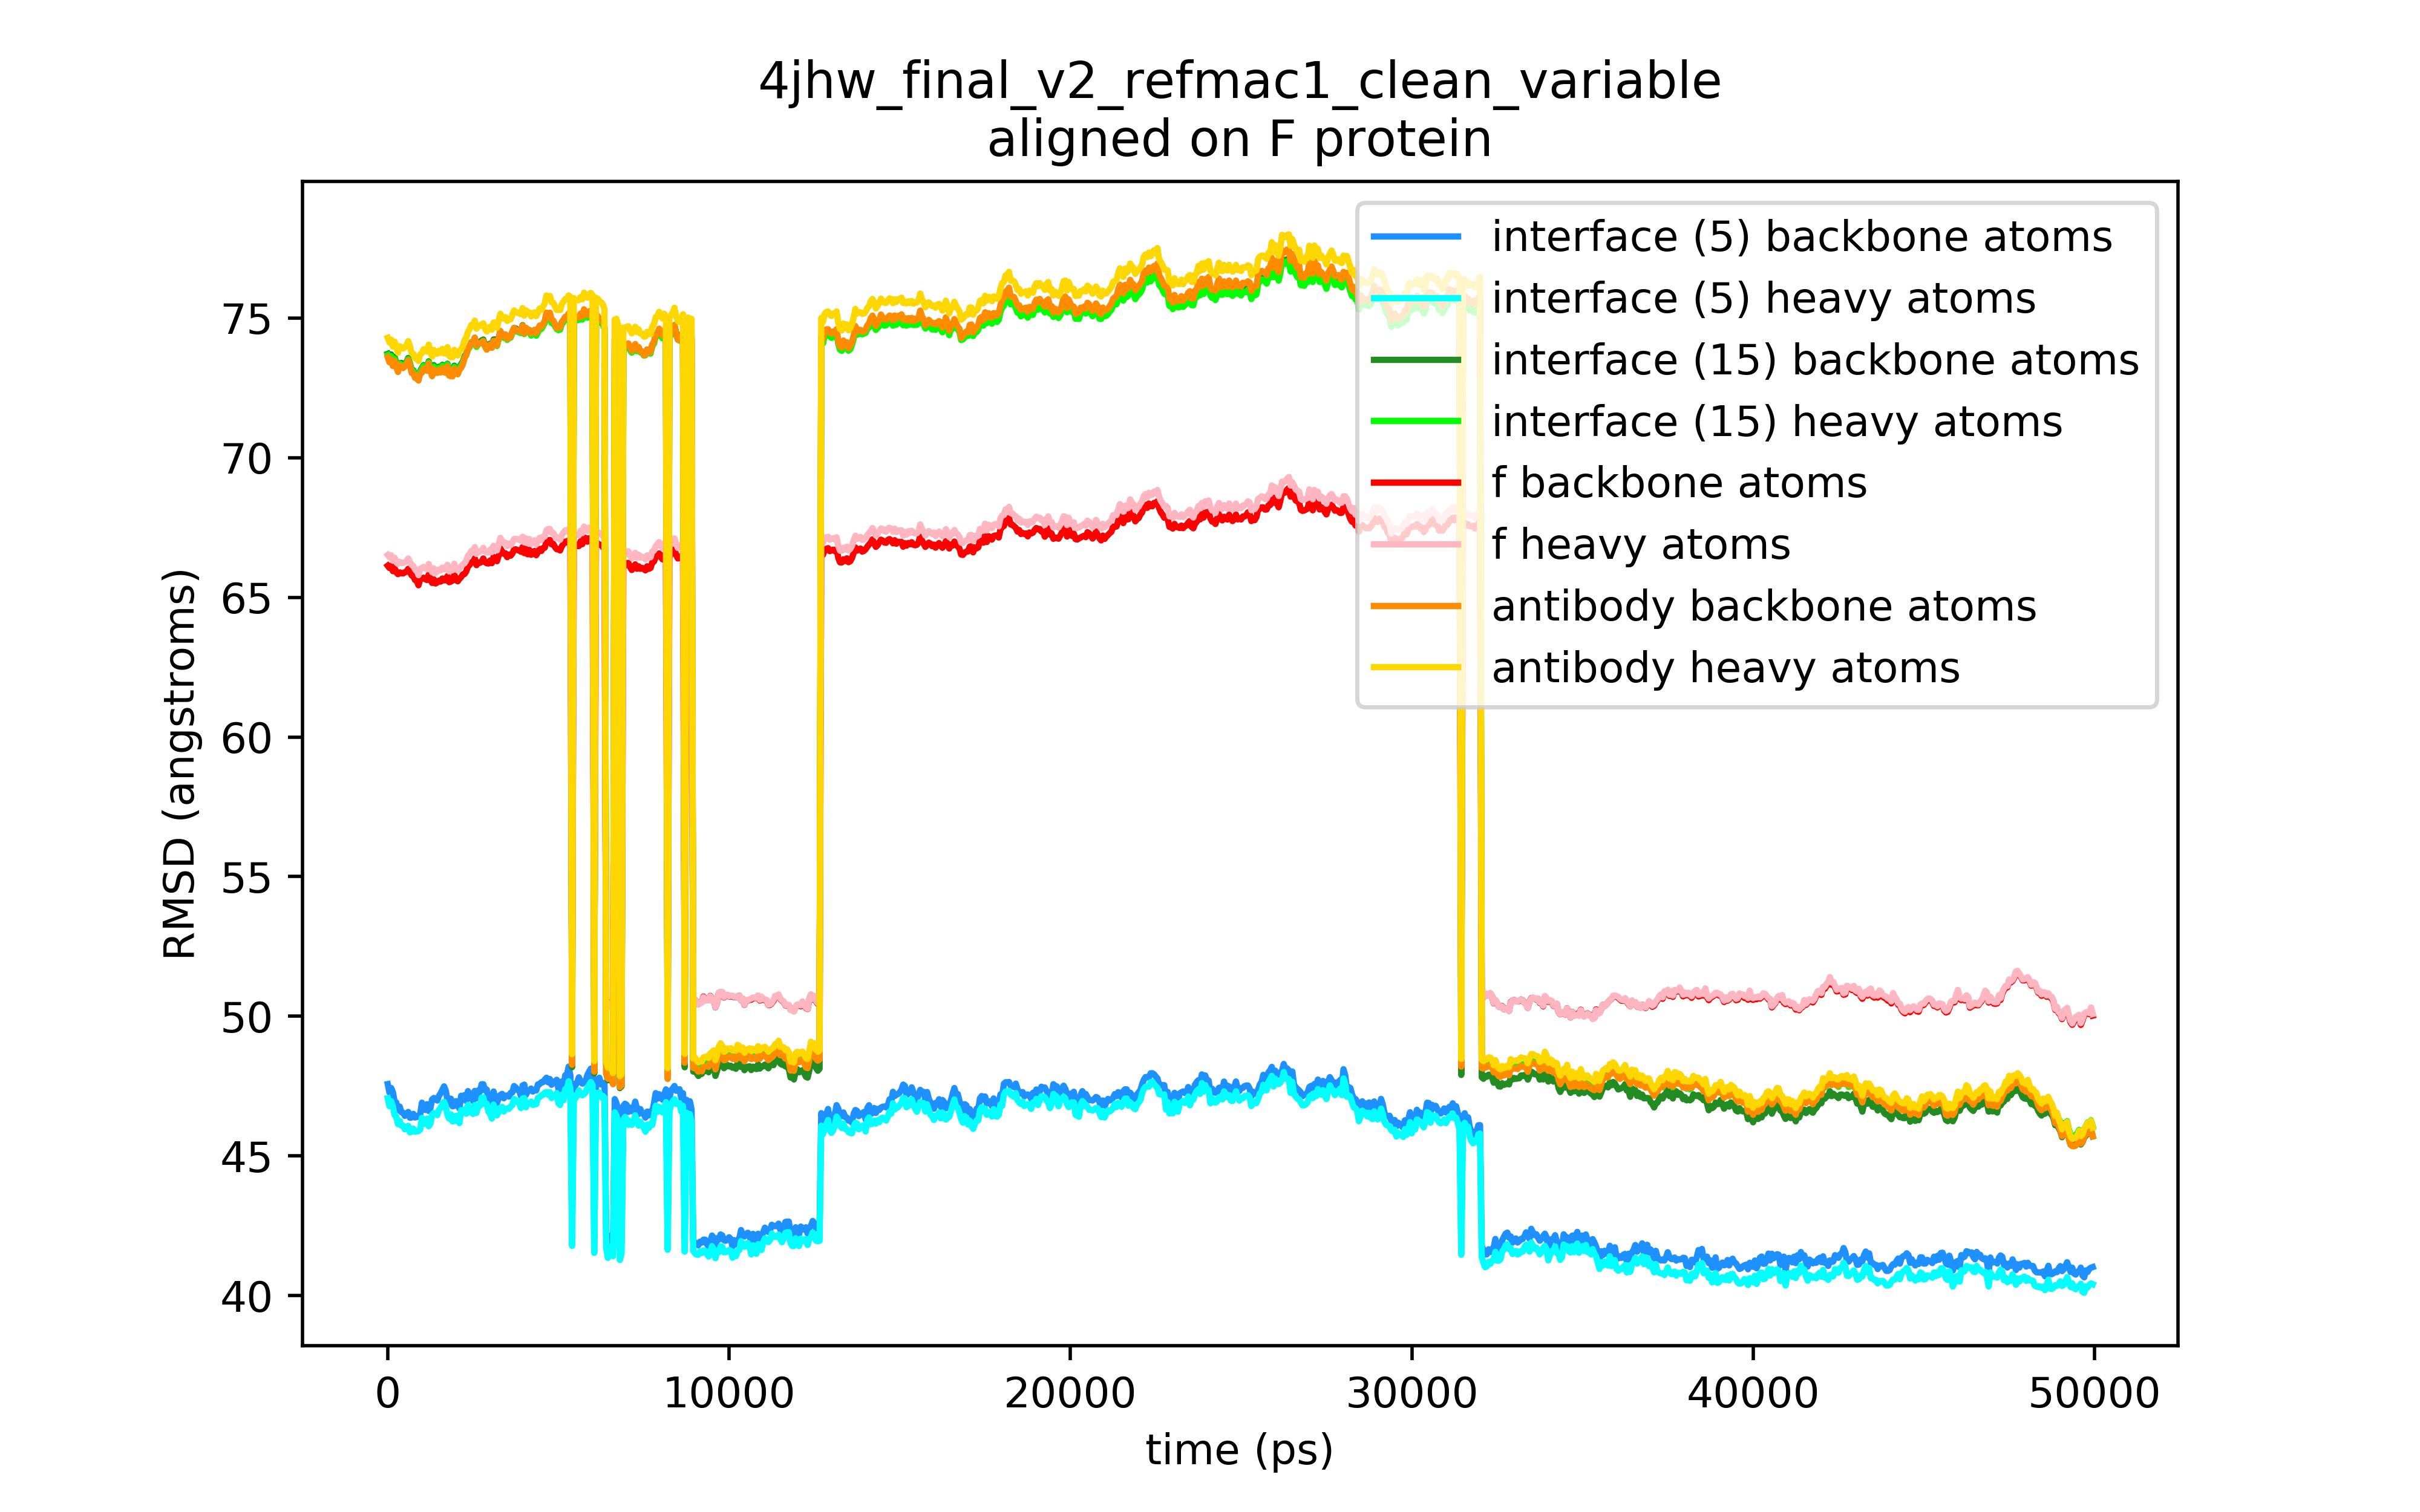 4jhw_final_v2_refmac1_clean_variable
aligned on F protein
interface (5) backbone atoms
interface (5) heavy atoms
interface (15) backbone atoms
interface (15) heavy atoms
f backbone atoms
f heavy atoms
antibody backbone atoms
antibody heavy atoms
RMSD (angstroms)
75
70
65
60
55
50
45
40
0 10000 20000 30000 40000 50000
time (ps)